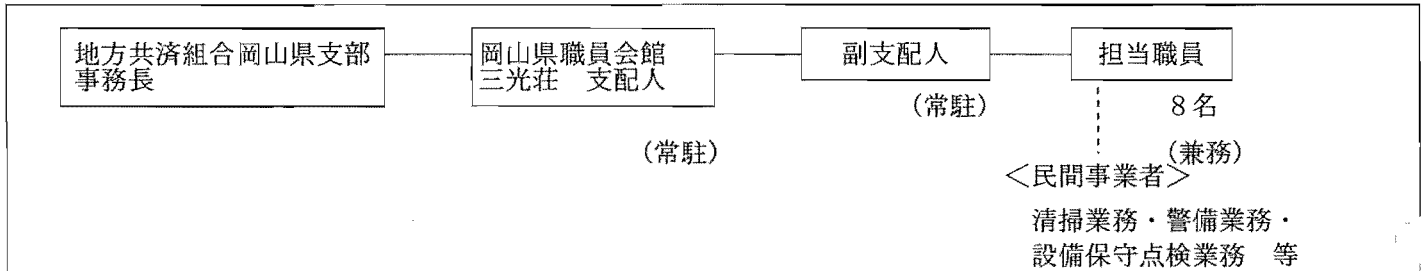 地方共済組合岡山県支部
事務長
岡山県職員会館
三光荘　支配人
(常駐)
副支配人
(常駐)
担当職員
8名
(兼務)
＜民間事業者＞
清掃業務・警備業務・
設備保守点検業務　等